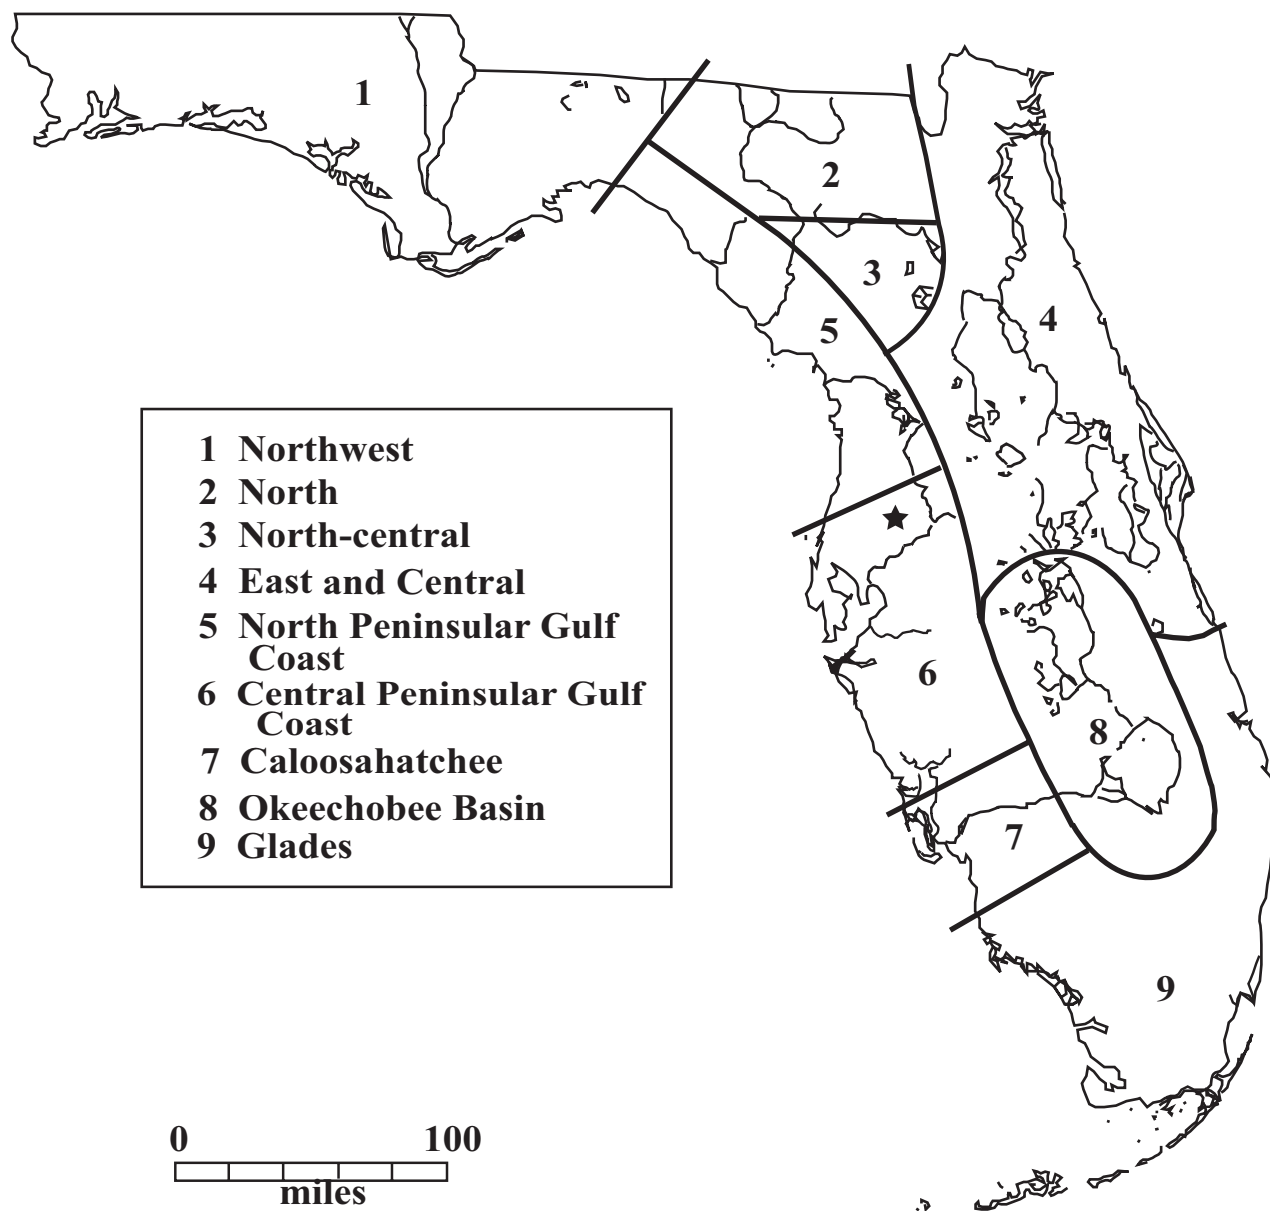 1
2
3
4
5
1 Northwest
2 North
3 North-central
4 East and Central
5 North Peninsular Gulf
Coast
6 Central Peninsular Gulf
Coast
7 Caloosahatchee
8 Okeechobee Basin
9 Glades
6
8
7
9
0 100
miles